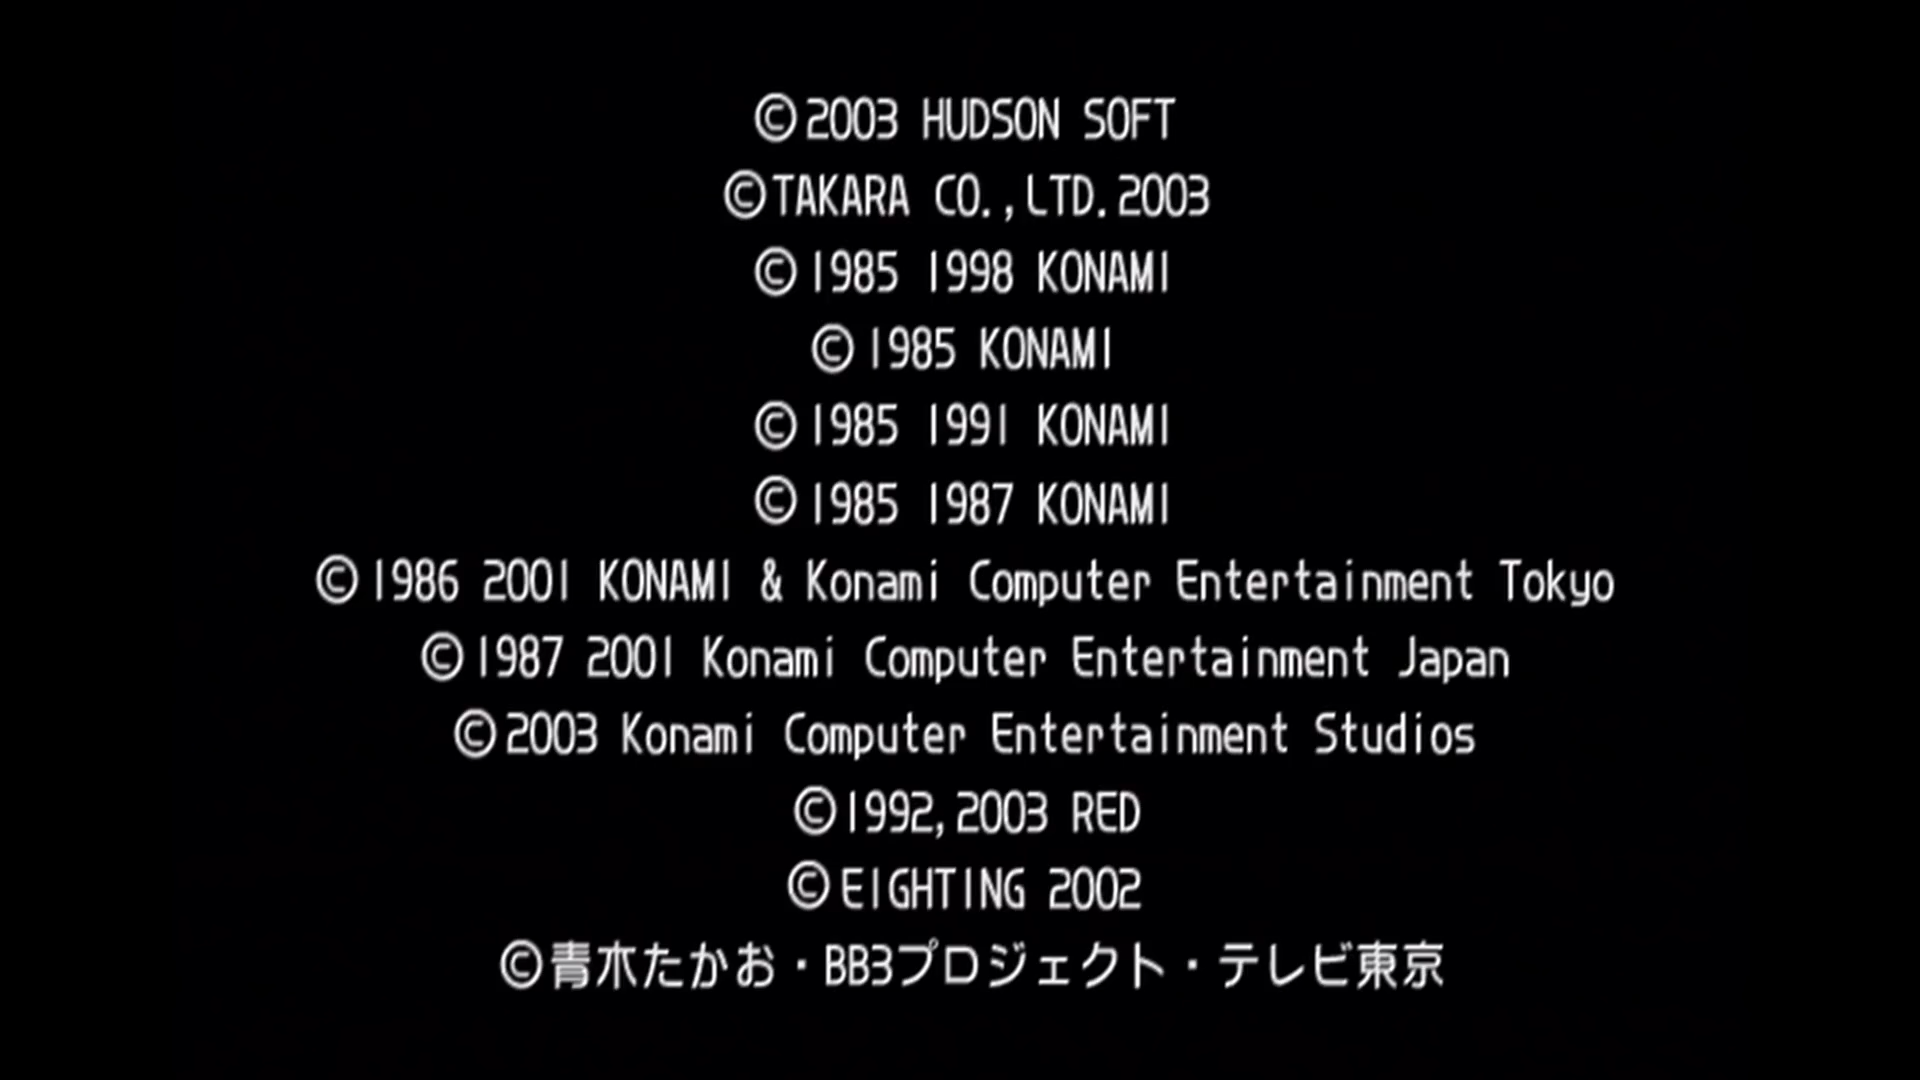 ©2003 HUDSON SOFT
©TAKARA CO.,LTD.2003
©1985 1998 KONAMI
©1985 KONAMI
©1985 1991 KONAMI
©1985 1987 KONAMI
©1986 2001 KONAMI & Konami Computer Entertainment Tokyo
©1987 2001 Konami Computer Entertainment Japan
©2003 Konami Computer Entertainment Studios
©1992,2003 RED
©EIGHTING 2002
©青木たかお・BB3プロジェクト・テレビ東京